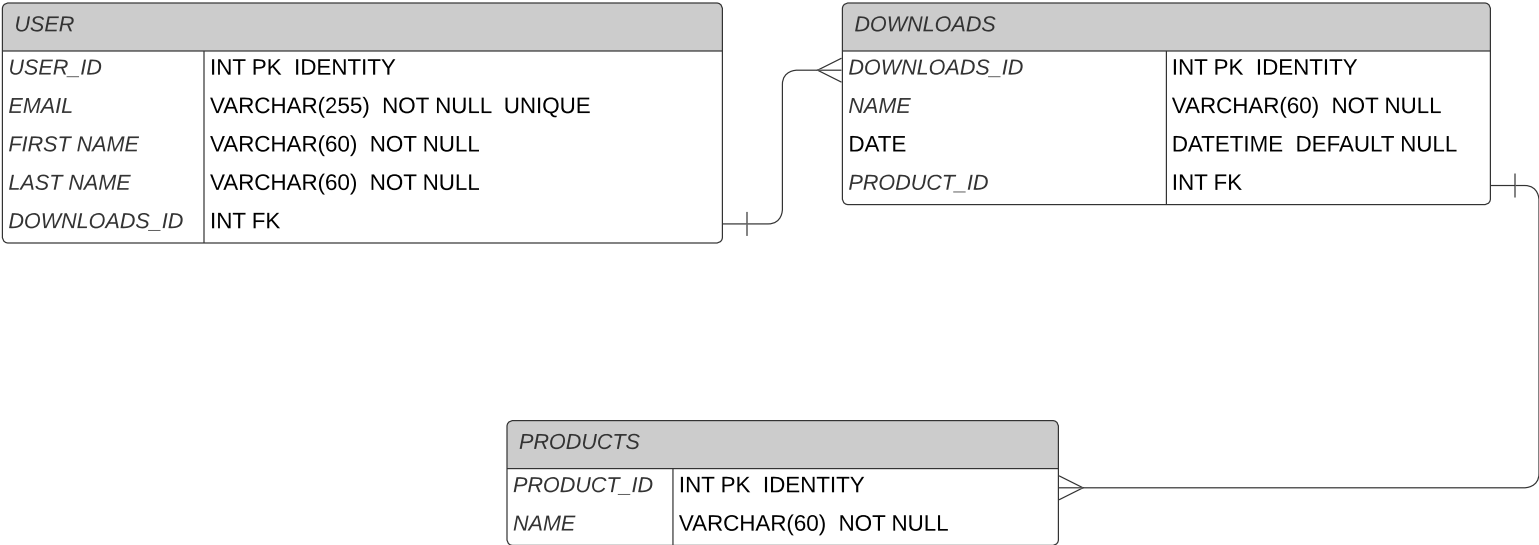 USER
USER_ID INT PK IDENTITY
EMAIL VARCHAR(255) NOT NULL UNIQUE
FIRST NAME VARCHAR(60) NOT NULL
LAST NAME VARCHAR(60) NOT NULL
DOWNLOADS_ID INT FK
DOWNLOADS
DOWNLOADS_ID INT PK IDENTITY
NAME VARCHAR(60) NOT NULL
DATE DATETIME DEFAULT NULL
PRODUCT_ID INT FK
PRODUCTS
PRODUCT_ID INT PK IDENTITY
NAME VARCHAR(60) NOT NULL